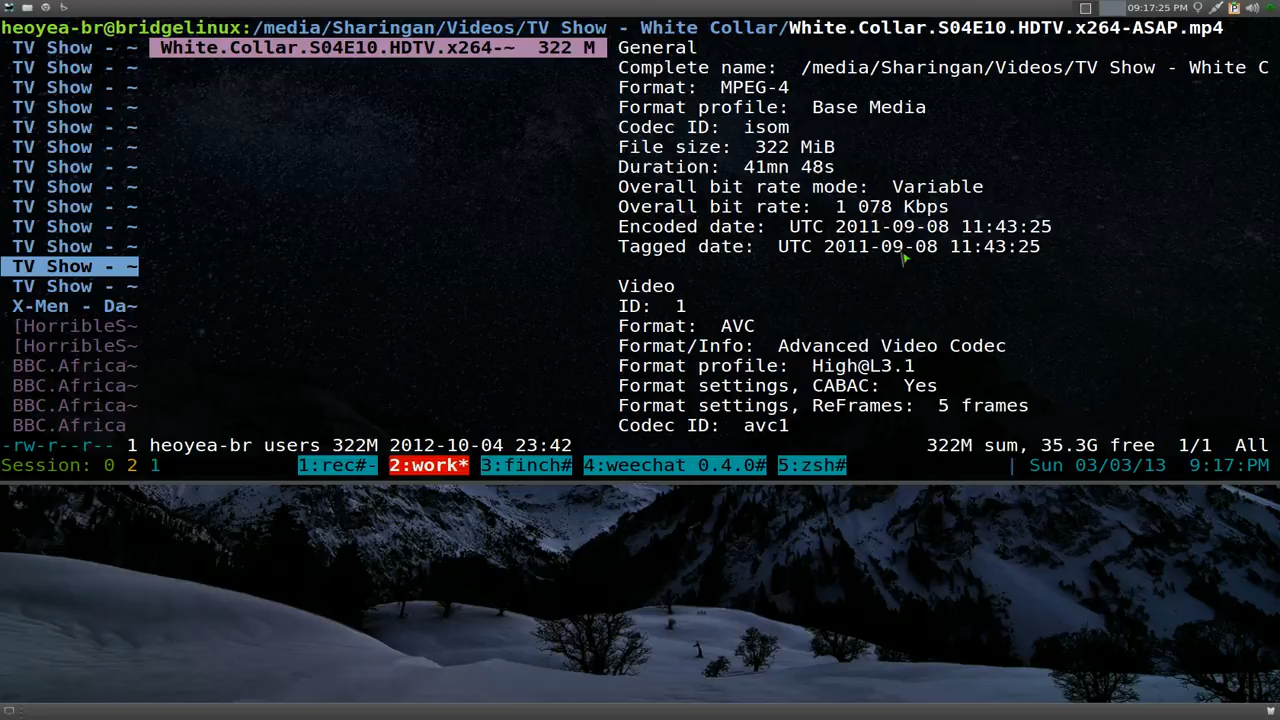 09:17:25 PM
heoyea-br@bridgelinux:/media/Sharingan/Videos/TV Show - White Collar/White.Collar.S04E10.HDTV.x264-ASAP.mp4
TV Show - ~ White.Collar.S04E10.HDTV.x264-~ 322 M General
TV Show - ~ Complete name: /media/Sharingan/Videos/TV Show - White C
TV Show - ~ Format: MPEG-4
TV Show - ~ Format profile: Base Media
TV Show - ~ Codec ID: isom
TV Show - ~ File size: 322 MiB
TV Show - ~ Duration: 41mn 48s
TV Show - ~ Overall bit rate mode: Variable
TV Show - ~ Overall bit rate: 1 078 Kbps
TV Show - ~ Encoded date: UTC 2011-09-08 11:43:25
TV Show - ~ Tagged date: UTC 2011-09-08 11:43:25
TV Show - ~
TV Show - ~ Video
X-Men - Da~ ID: 1
[HorribleS~ Format: AVC
[HorribleS~ Format/Info: Advanced Video Codec
BBC.Africa~ Format profile: High@L3.1
BBC.Africa~ Format settings, CABAC: Yes
BBC.Africa~ Format settings, ReFrames: 5 frames
BBC.Africa Codec ID: avc1
-rw-r--r-- 1 heoyea-br users 322M 2012-10-04 23:42 322M sum, 35.3G free 1/1 All
Session: 0 2 1 1:rec#- 2:work* 3:finch# 4:weechat 0.4.0# 5:zsh# | Sun 03/03/13 9:17PM